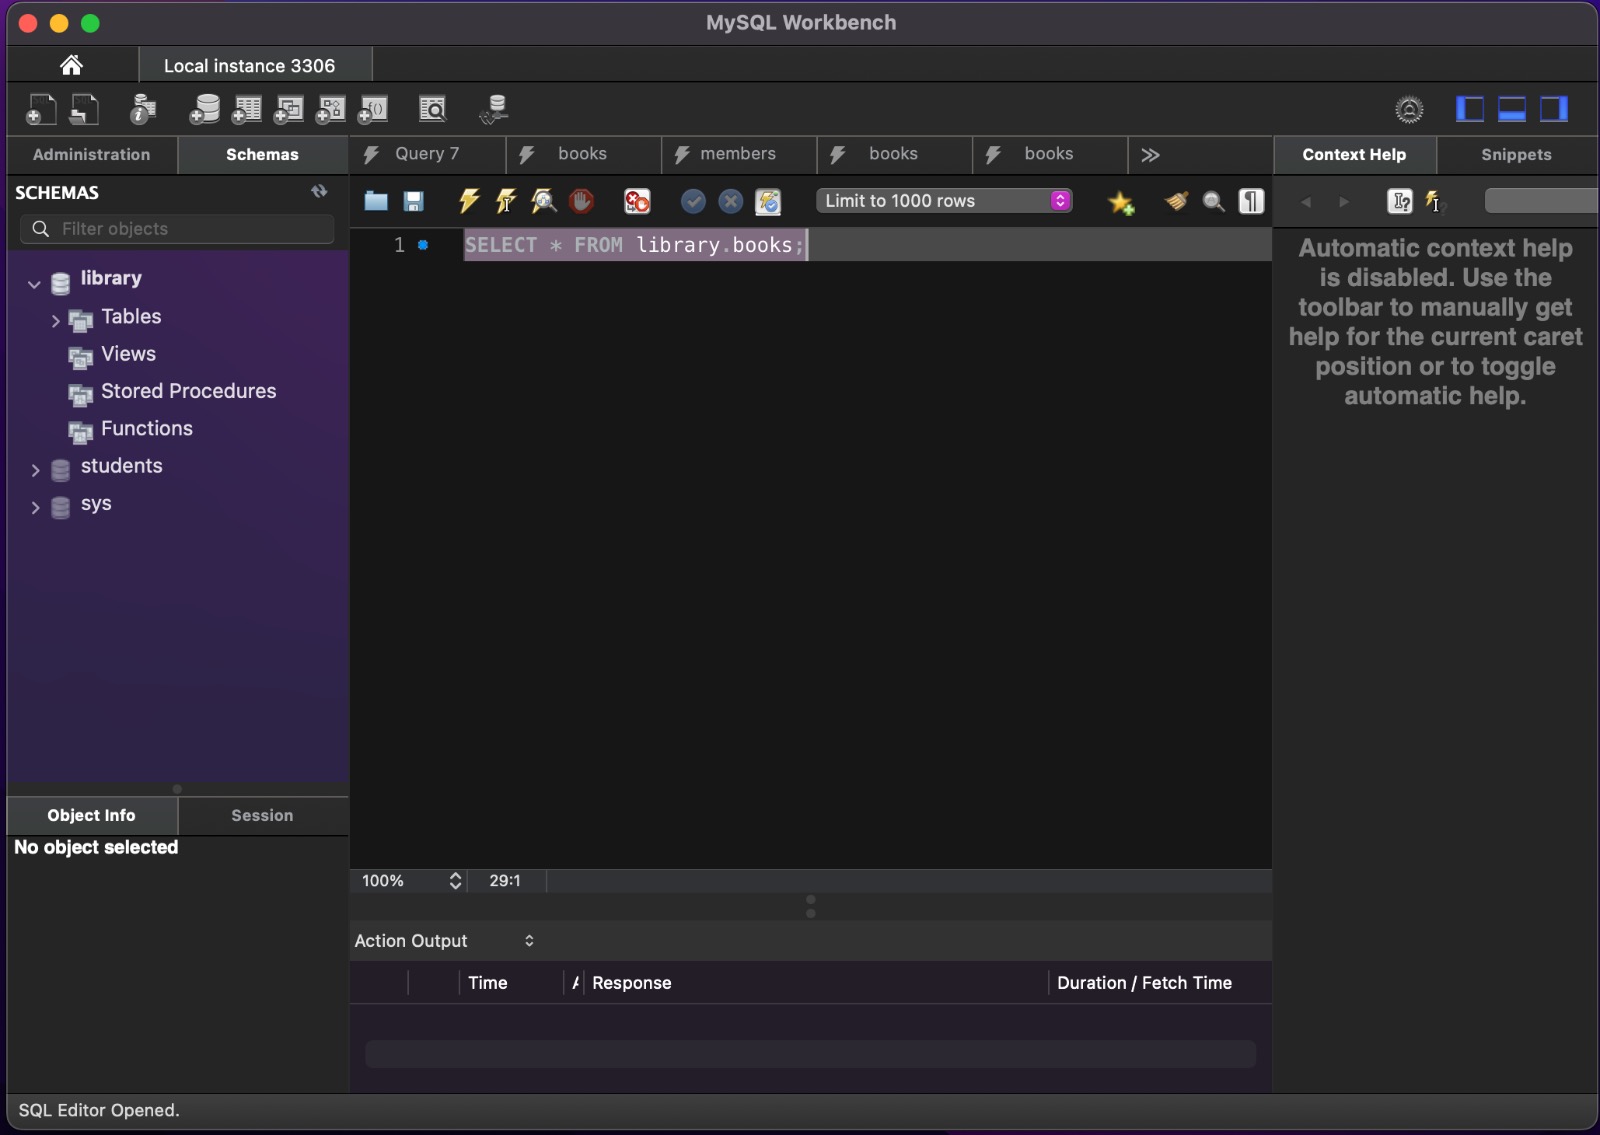 MySQL Workbench
Local instance 3306
Administration
Schemas
Query 7
books
members
books
books
Context Help
Snippets
SCHEMAS
Filter objects
Limit to 1000 rows
1
SELECT * FROM library.books;
library
Tables
Views
Stored Procedures
Functions
students
sys
Automatic context help
is disabled. Use the
toolbar to manually get
help for the current caret
position or to toggle
automatic help.
Object Info
Session
No object selected
100%
29:1
Action Output
Time
Response
Duration / Fetch Time
SQL Editor Opened.